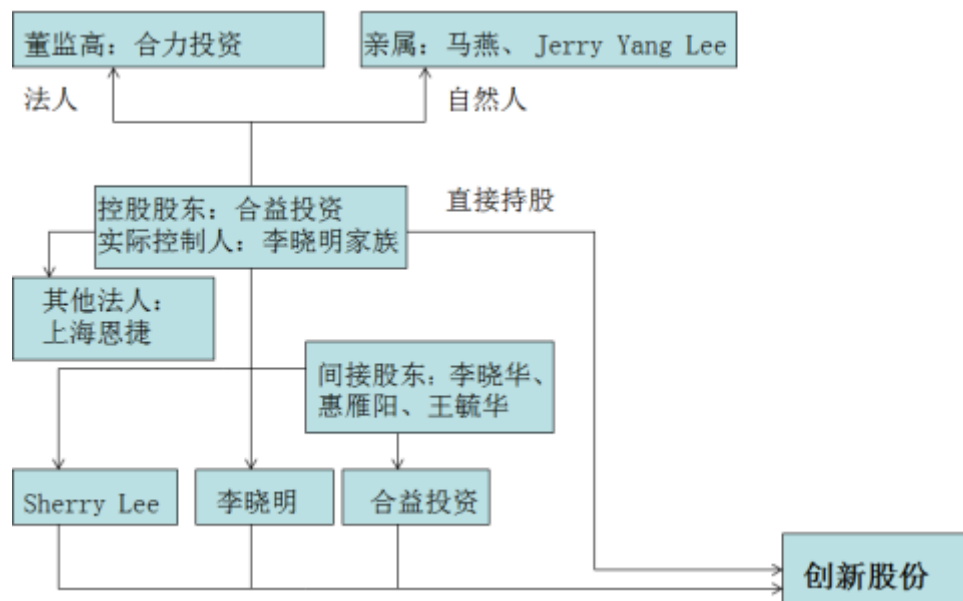 董监高：合力投资
亲属：马燕、Jerry Yang Lee
法人
自然人
控股股东：合益投资
实际控制人：李晓明家族
直接持股
其他法人：
上海恩捷
间接股东：李晓华、
惠雁阳、王毓华
Sherry Lee
李晓明
合益投资
创新股份